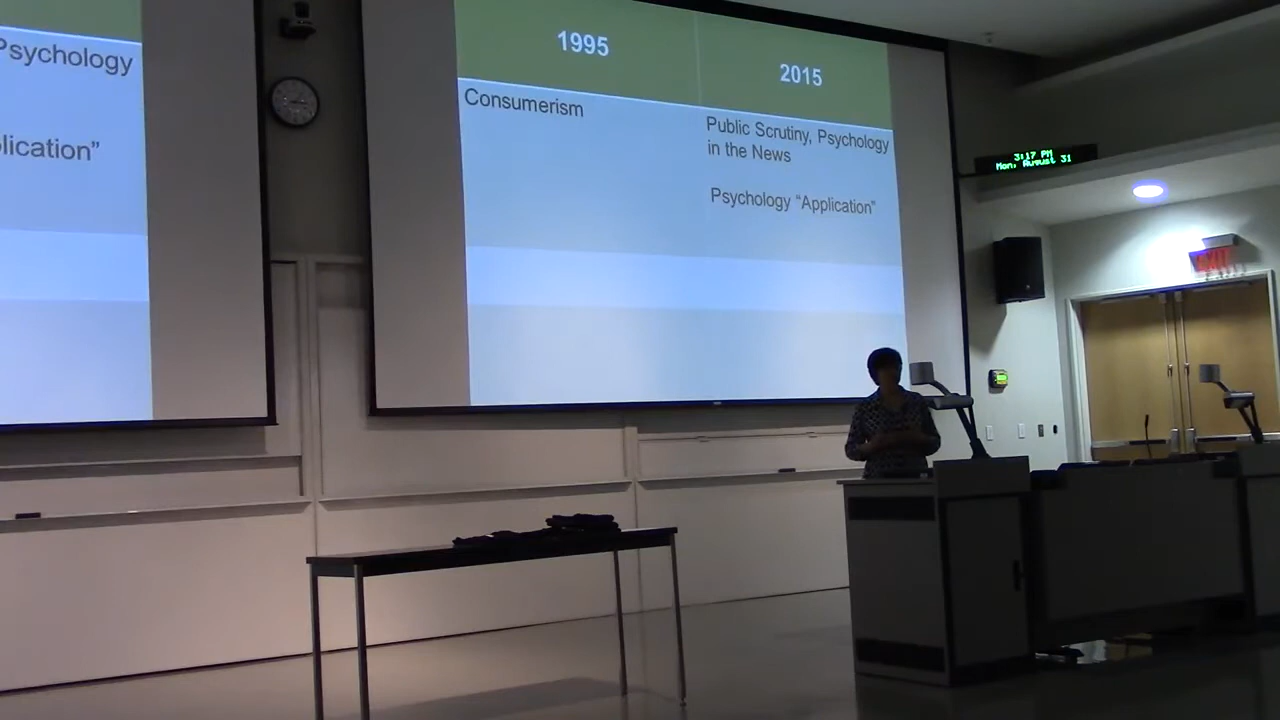 Psychology
lication”
1995
2015
Consumerism
Public Scrutiny, Psychology
in the News
Psychology “Application”
3:17 PM
Mon, August 31
EXIT